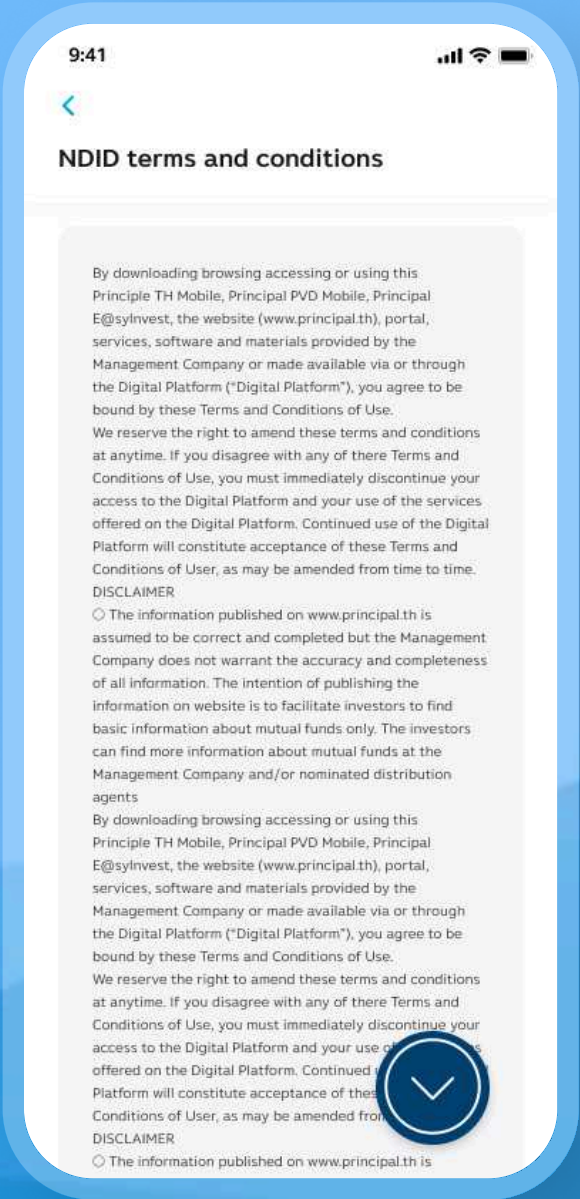 9:41
NDID terms and conditions
By downloading browsing accessing or using this
Principle TH Mobile, Principal PVD Mobile, Principal
E@syInvest, the website (www.principal.th), portal,
services, software and materials provided by the
Management Company or made available via or through
the Digital Platform (“Digital Platform”), you agree to be
bound by these Terms and Conditions of Use.
We reserve the right to amend these terms and conditions
at anytime. If you disagree with any of there Terms and
Conditions of Use, you must immediately discontinue your
access to the Digital Platform and your use of the services
offered on the Digital Platform. Continued use of the Digital
Platform will constitute acceptance of these Terms and
Conditions of User, as may be amended from time to time.
DISCLAIMER
○ The information published on www.principal.th is
assumed to be correct and completed but the Management
Company does not warrant the accuracy and completeness
of all information. The intention of publishing the
information on website is to facilitate investors to find
basic information about mutual funds only. The investors
can find more information about mutual funds at the
Management Company and/or nominated distribution
agents
By downloading browsing accessing or using this
Principle TH Mobile, Principal PVD Mobile, Principal
E@syInvest, the website (www.principal.th), portal,
services, software and materials provided by the
Management Company or made available via or through
the Digital Platform (“Digital Platform”), you agree to be
bound by these Terms and Conditions of Use.
We reserve the right to amend these terms and conditions
at anytime. If you disagree with any of there Terms and
Conditions of Use, you must immediately discontinue your
access to the Digital Platform and your use
offered on the Digital Platform. Continued
Platform will constitute acceptance of
Conditions of User, as may be amended
DISCLAIMER
○ The information published on www.principal.th is